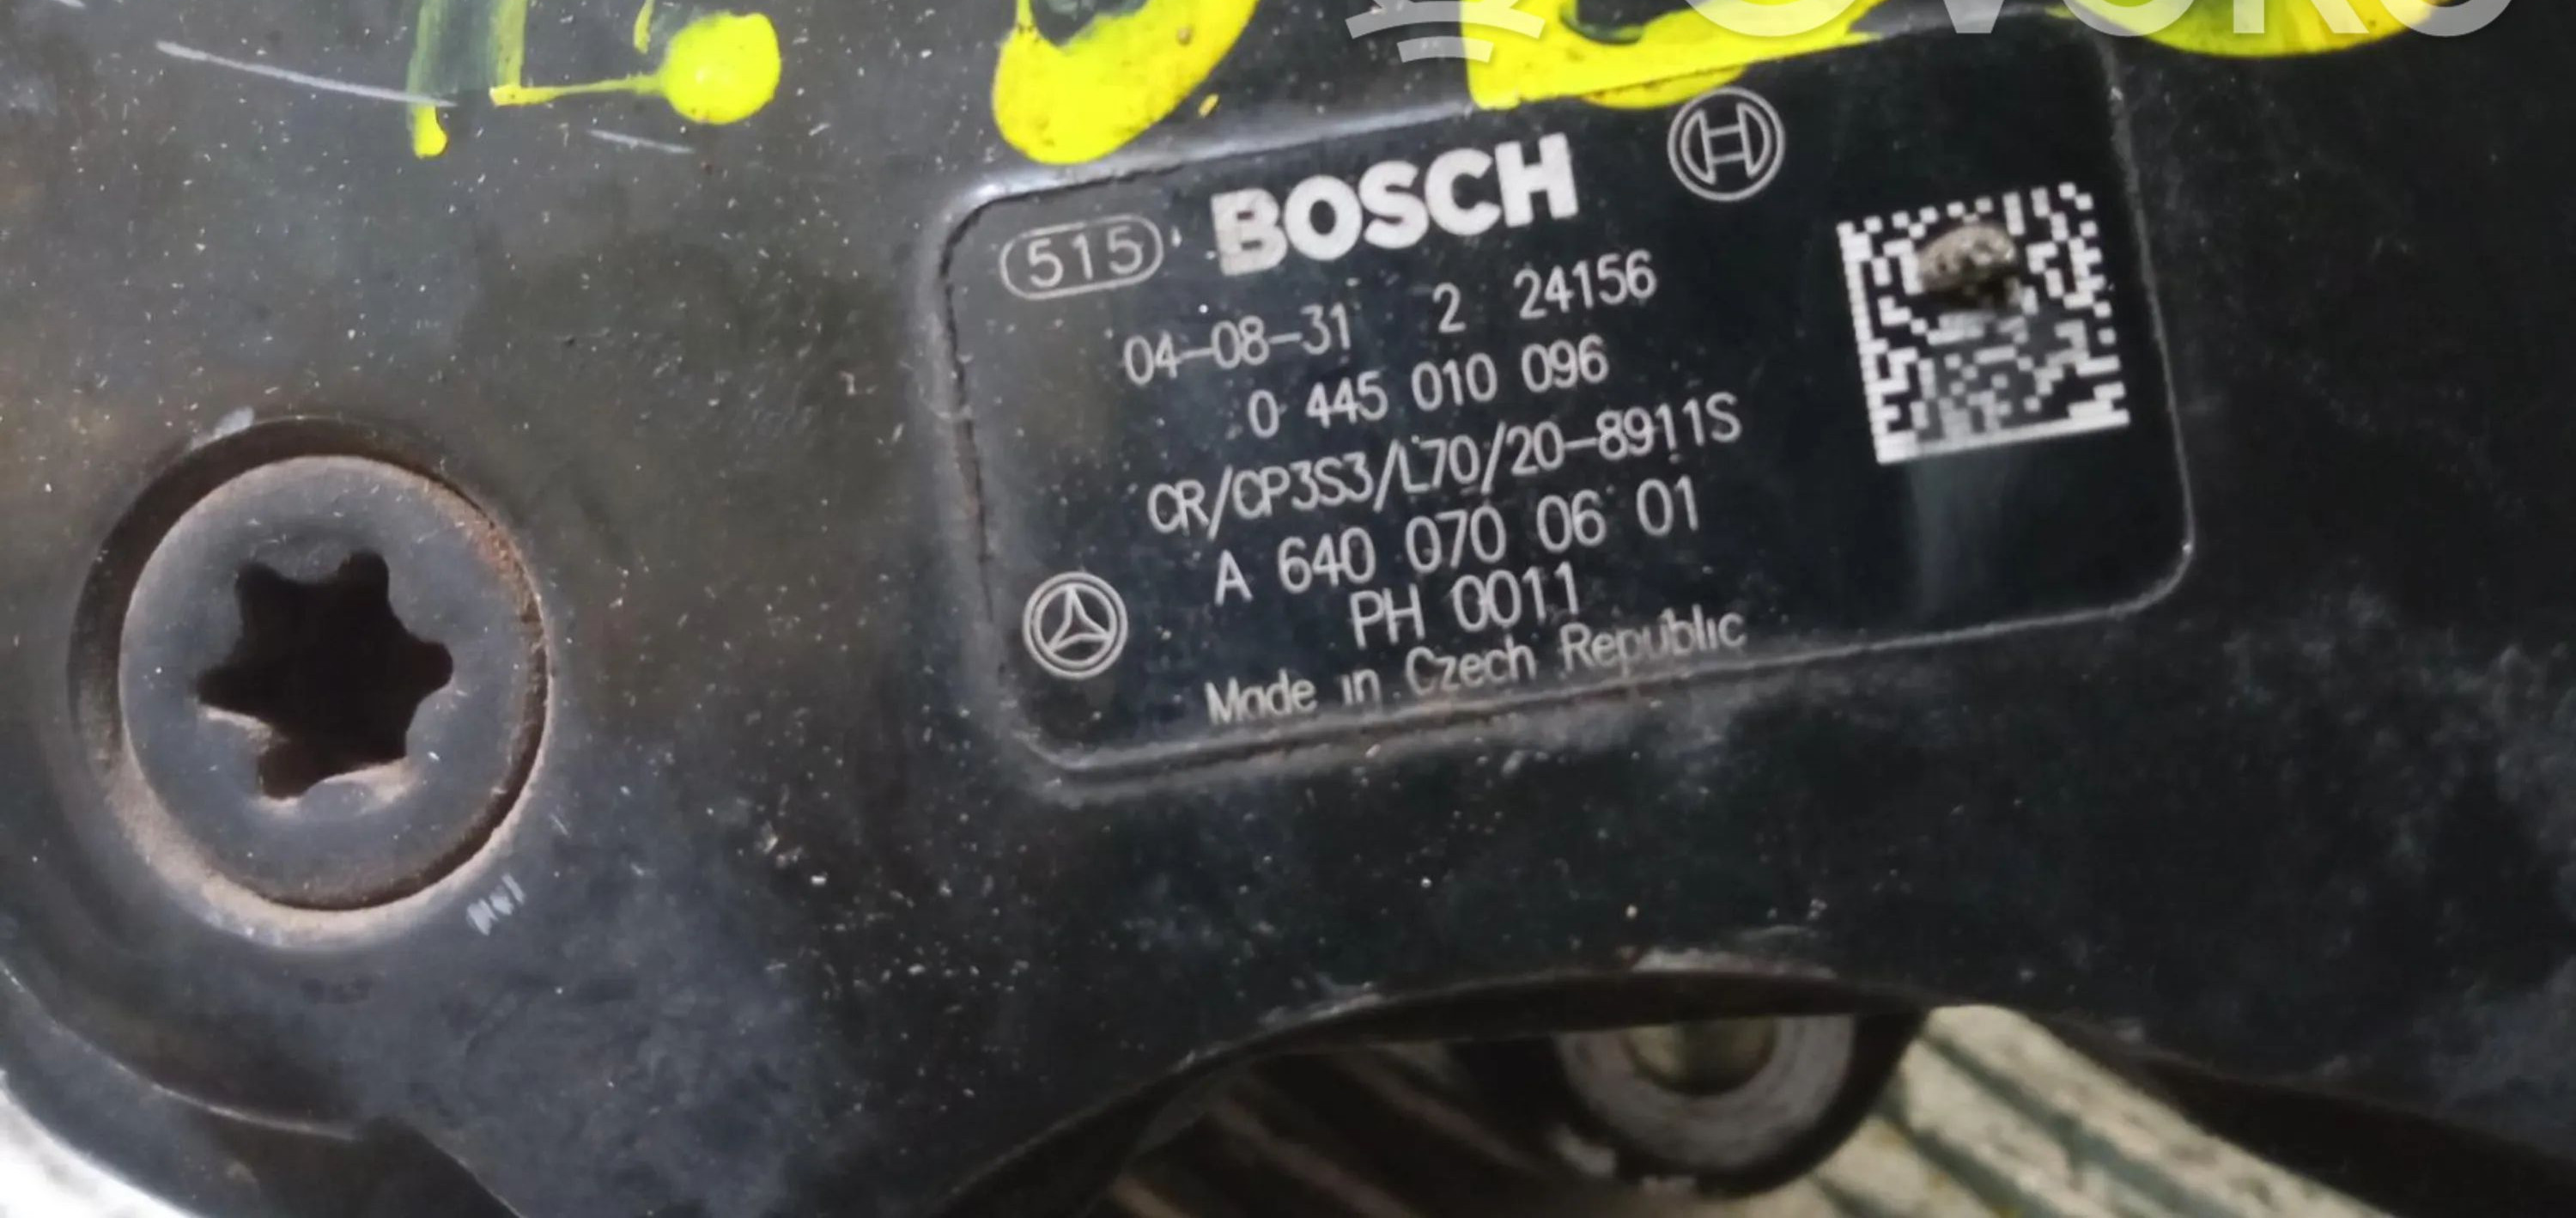 515 BOSCH
04-08-31 2 24156
0 445 010 096
CR/CP3S3/L70/20-8911S
A 640 070 06 01
PH 0011
Made in Czech Republic